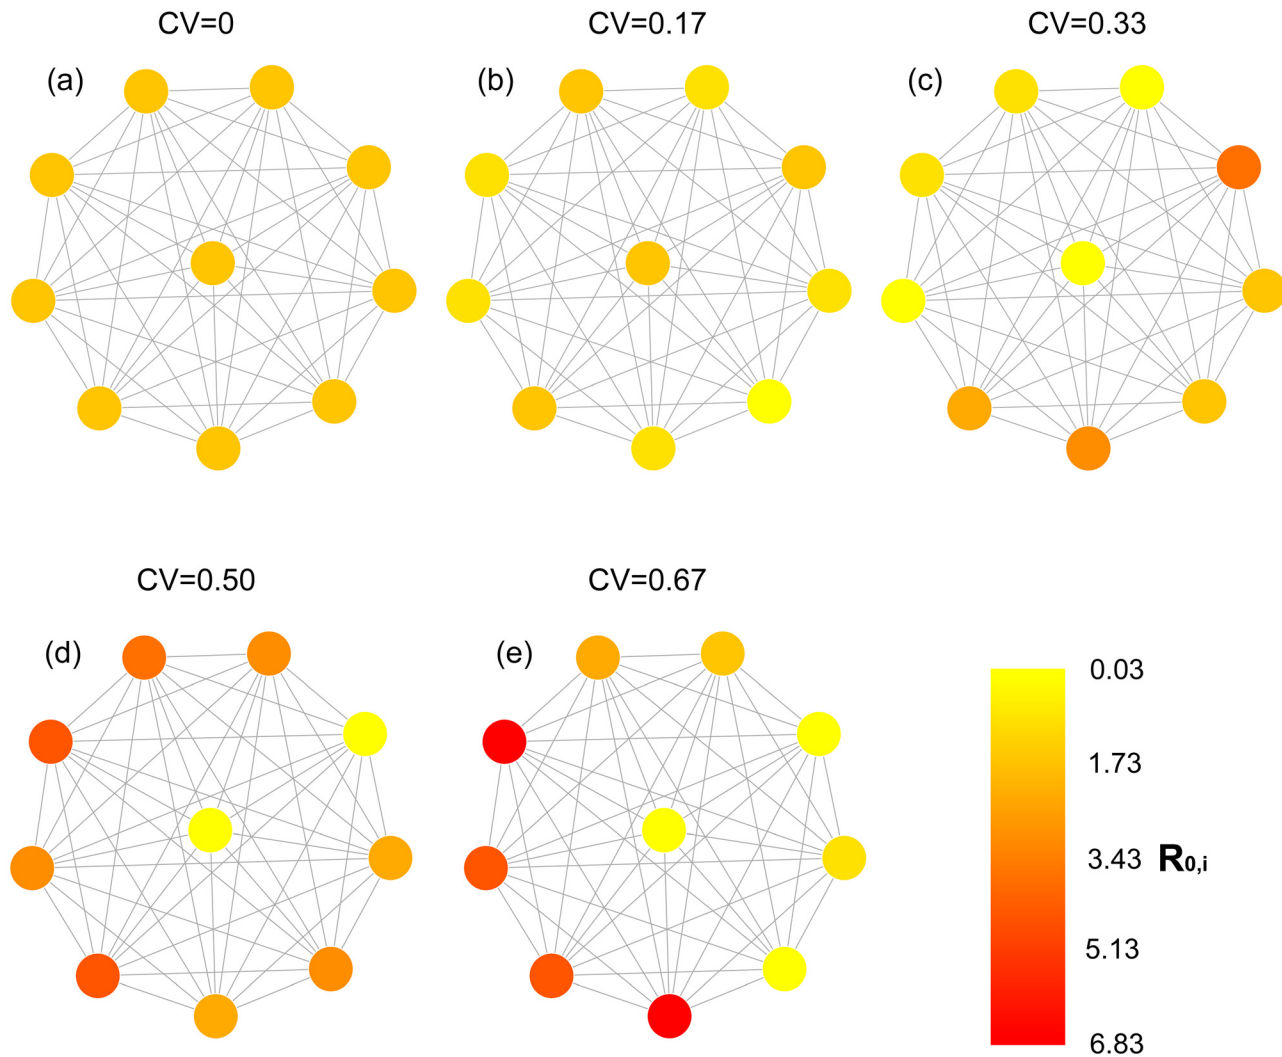 CV=0
CV=0.17
CV=0.33
(a)
(b)
(c)
CV=0.50
CV=0.67
(d)
(e)
0.03
1.73
3.43
R0,i
5.13
6.83